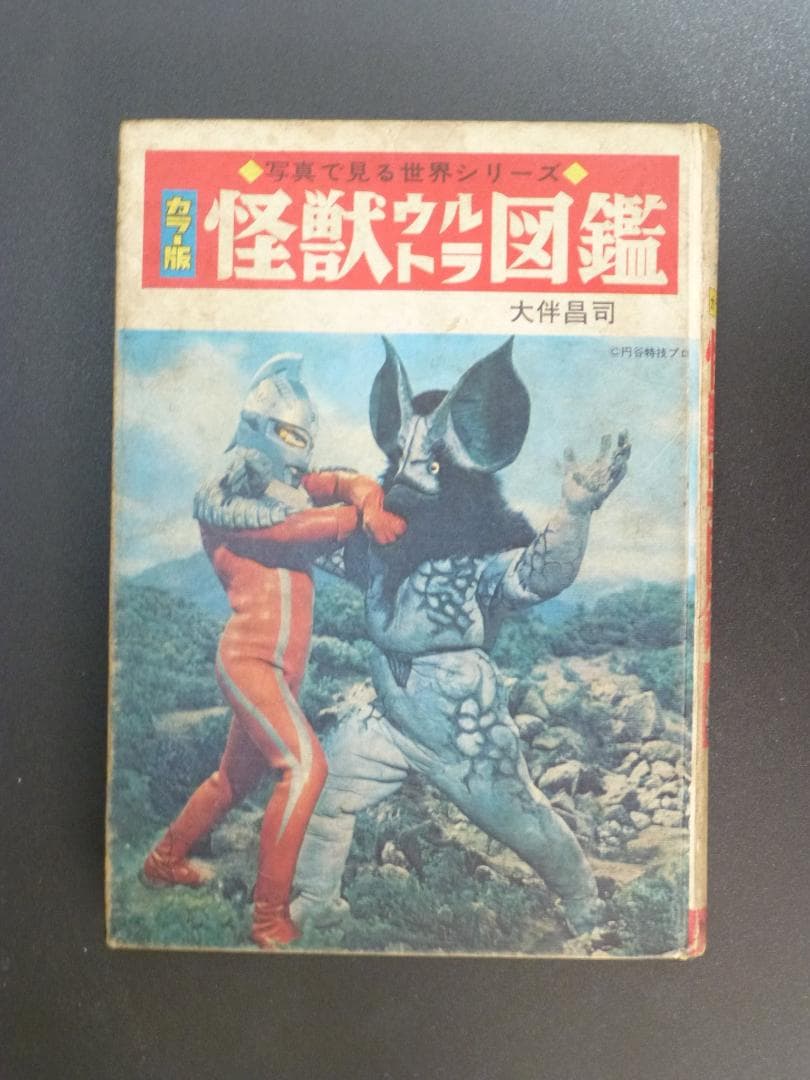 ◆写真で見る世界シリーズ◆
カラー版
怪獣ウルトラ図鑑
大伴昌司
©円谷特技プロ